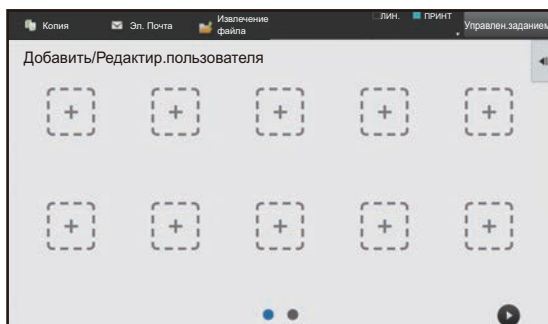 Копия
Эл. Почта
Извлечение
файла
ЛИН.
ПРИНТ
Управлен.заданием
Добавить/Редактир.пользователя